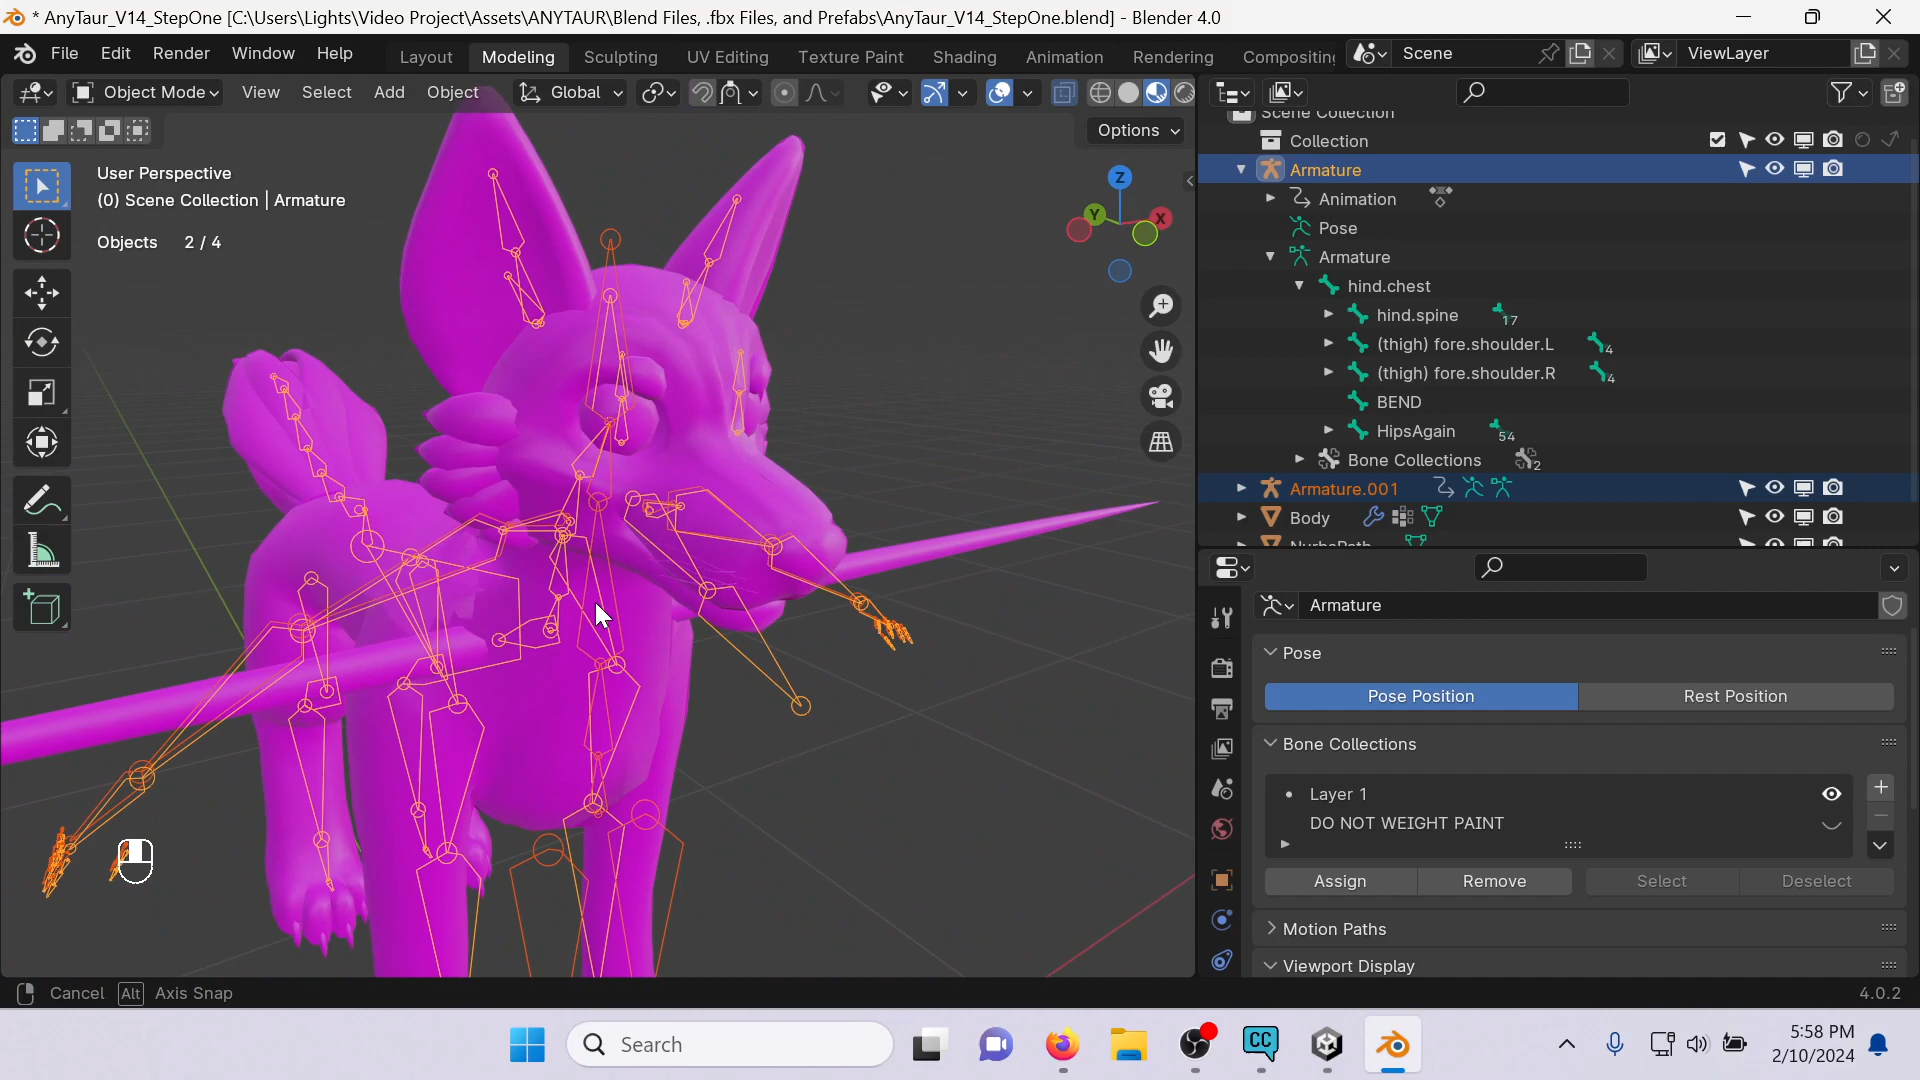 * AnyTaur_V14_StepOne [C:\Users\Lights\Video Project\Assets\ANYTAUR\Blend Files, .fbx Files, and Prefabs\AnyTaur_V14_StepOne.blend] - Blender 4.0
File Edit Render Window Help Layout Modeling Sculpting UV Editing Texture Paint Shading Animation Rendering Compositing Scene ViewLayer
Object Mode View Select Add Object Global
Options
User Perspective
(0) Scene Collection | Armature
Objects 2 / 4
Z
Y
X
Scene Collection
Collection
Armature
Animation
Pose
Armature
hind.chest
hind.spine 17
(thigh) fore.shoulder.L 4
(thigh) fore.shoulder.R 4
BEND
HipsAgain 54
Bone Collections 2
Armature.001
Body
NurbsPath
Armature
Pose
Pose Position Rest Position
Bone Collections
Layer 1
DO NOT WEIGHT PAINT
Assign Remove Select Deselect
Motion Paths
Viewport Display
Cancel Alt Axis Snap 4.0.2
Search CC 5:58 PM
2/10/2024